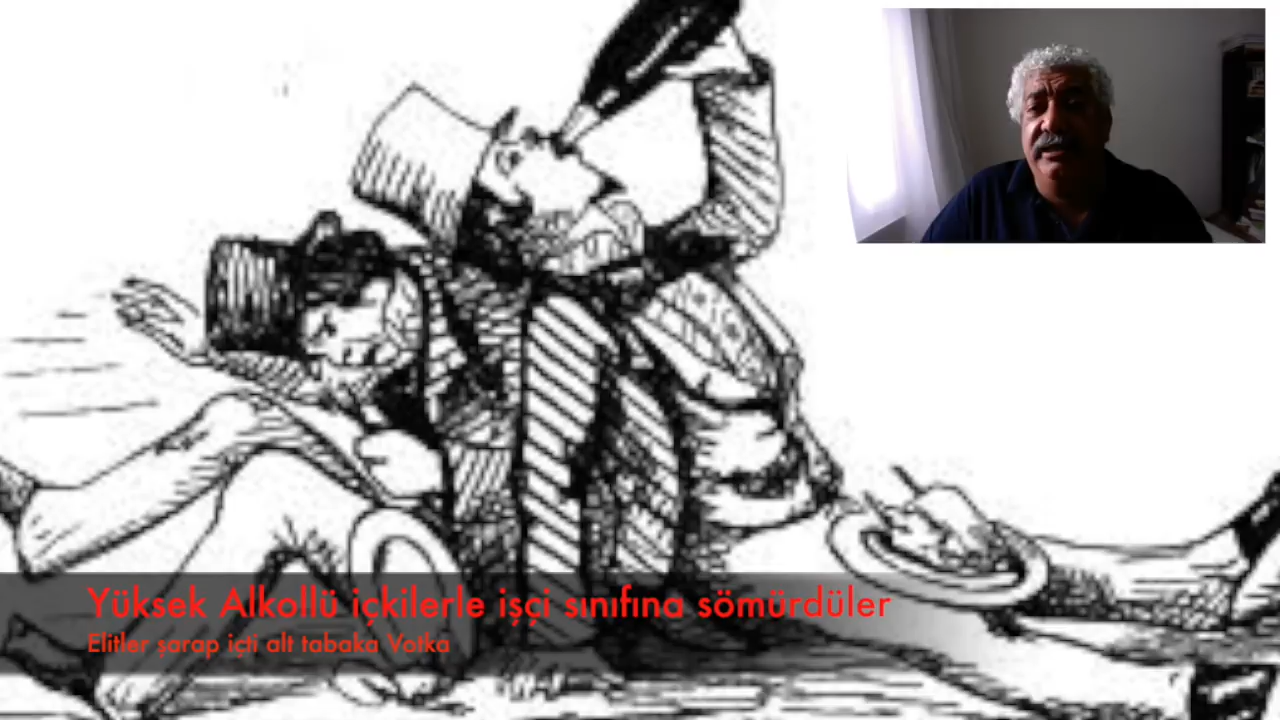 Yüksek Alkollü içkilerle işçi sınıfına sömürdüler
Elitler şarap içti alt tabaka Votka